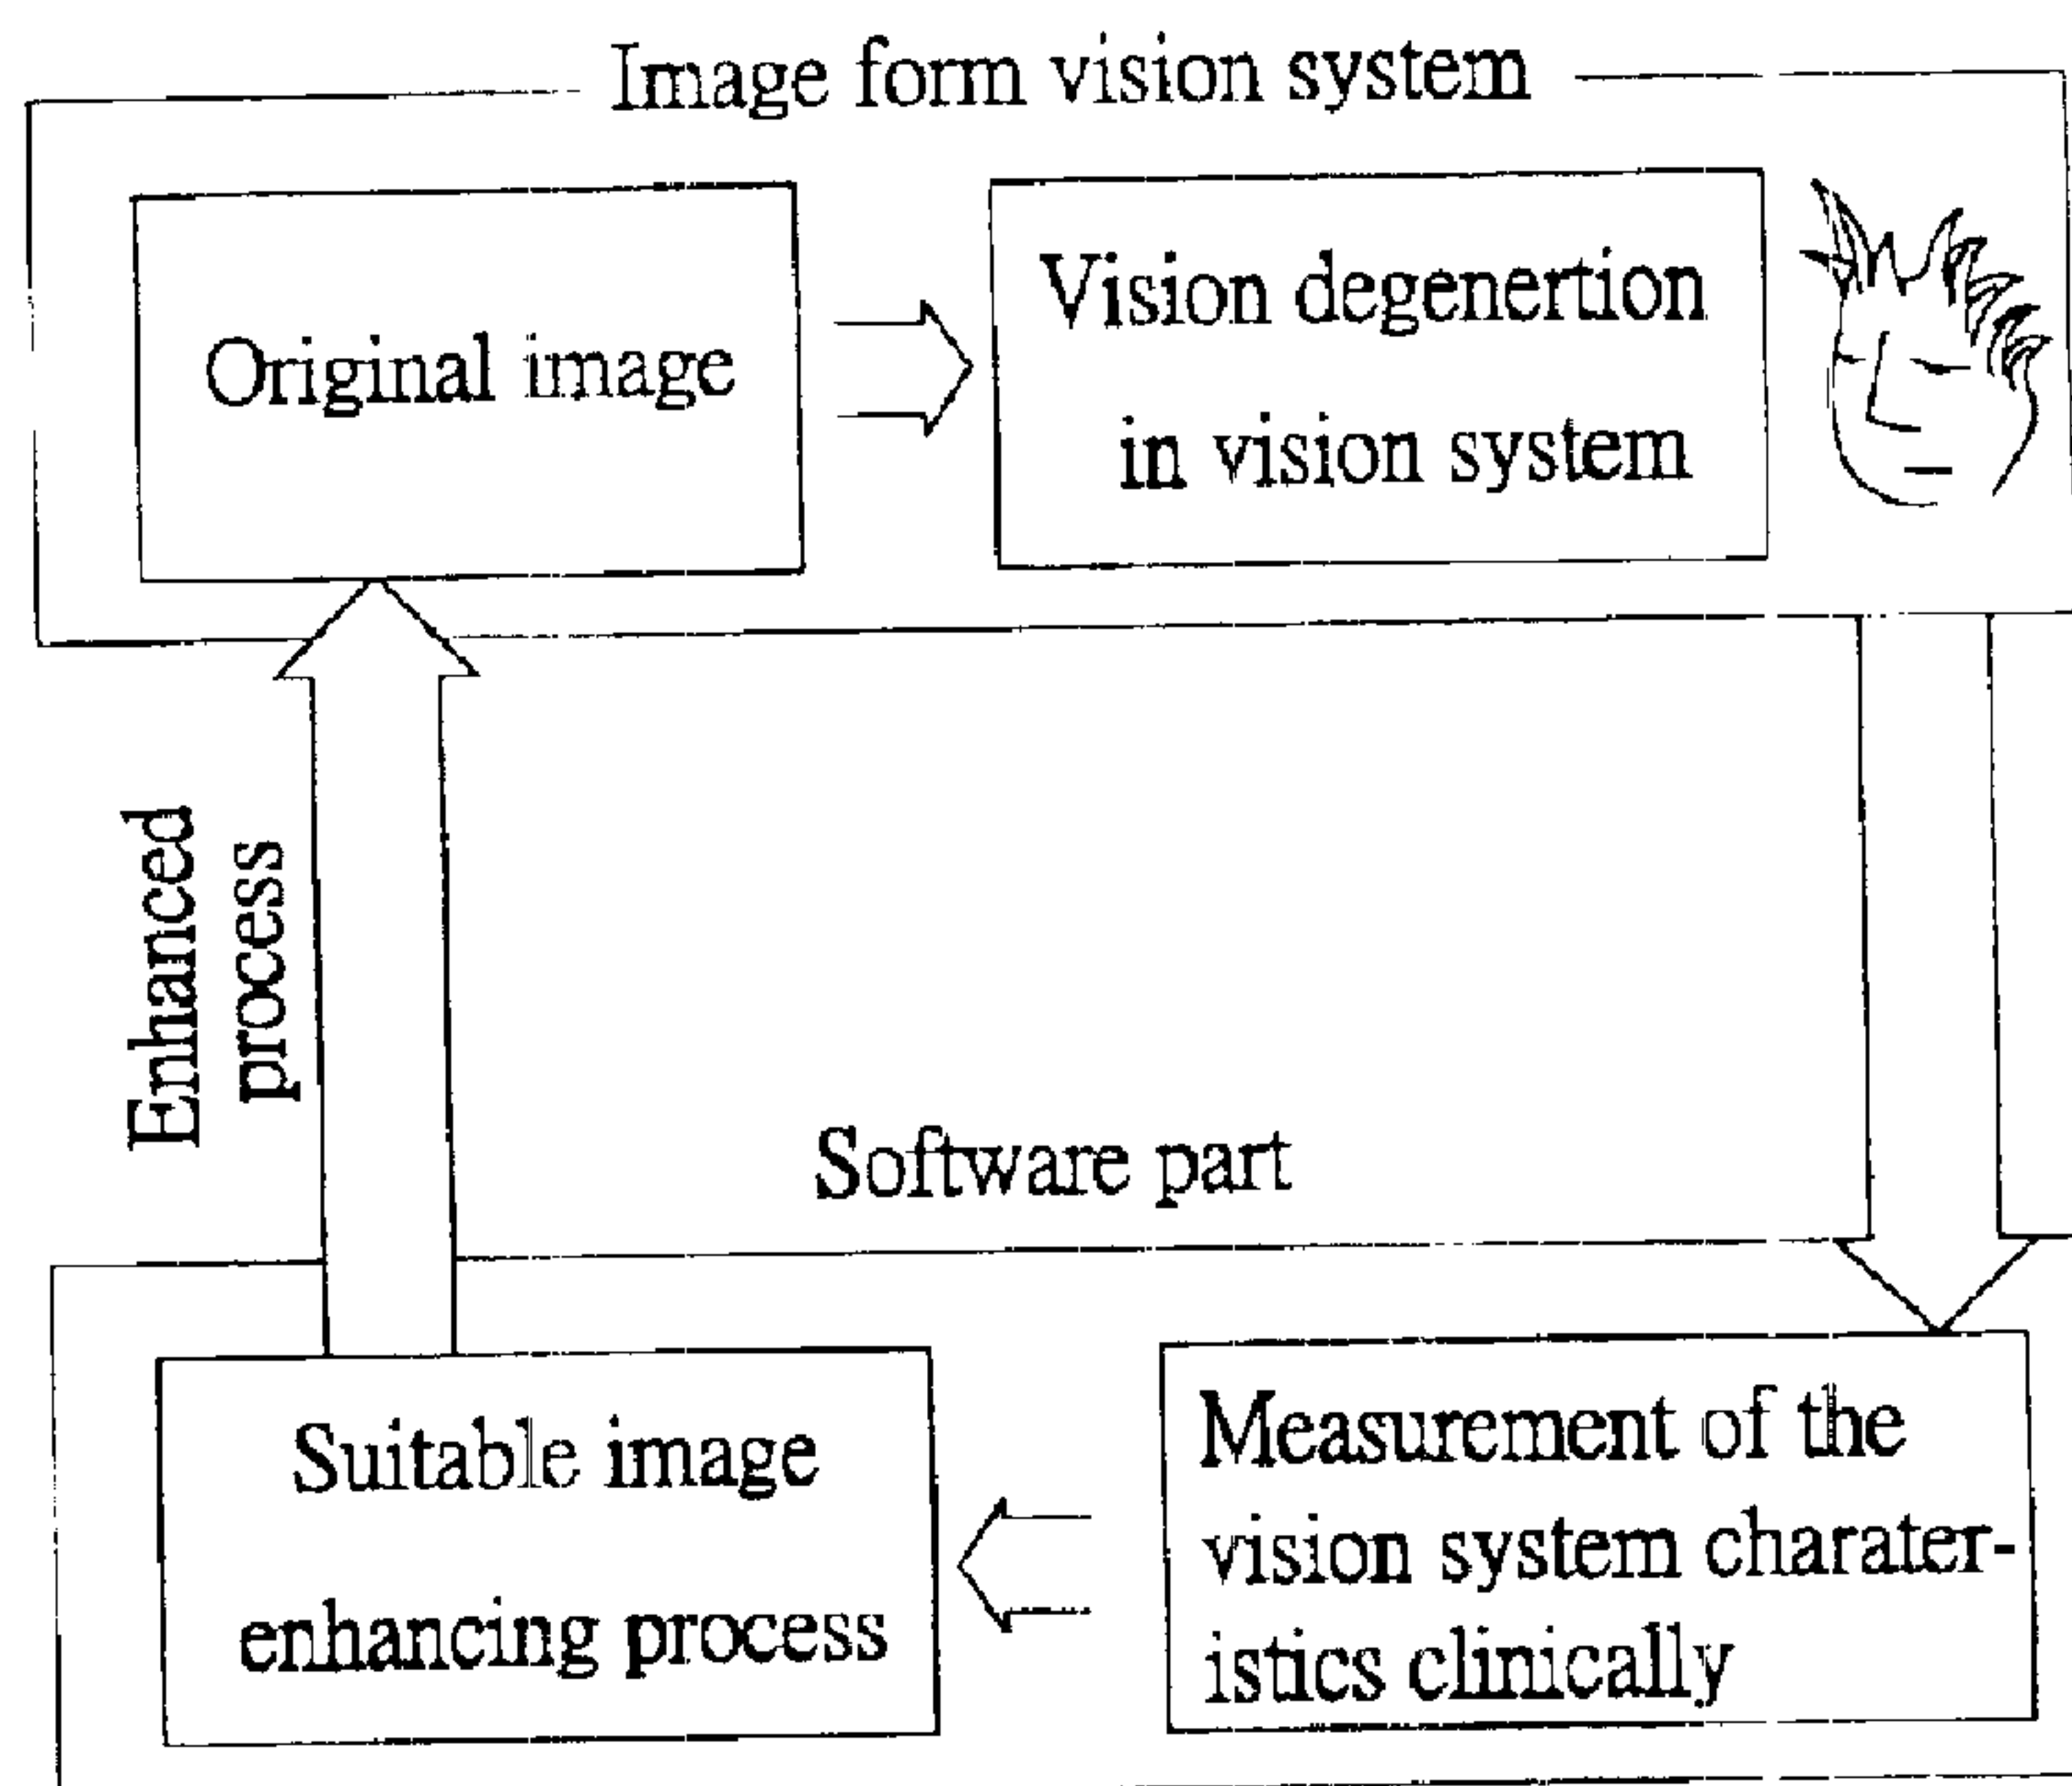 Image form vision system
Original image
Vision degenertion
in vision system
Enhanced
process
Software part
Suitable image
enhancing process
Measurement of the
vision system charater-
istics clinically